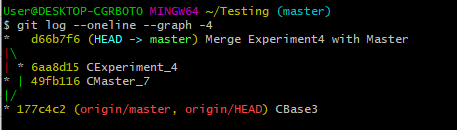 User@DESKTOP-CGRBOTO MINGW64 ~/Testing (master)
$ git log --oneline --graph -4
*   d66b7f6 (HEAD -> master) Merge Experiment4 with Master
|\
| * 6aa8d15 CExperiment_4
* | 49fb116 CMaster_7
|/
* 177c4c2 (origin/master, origin/HEAD) CBase3